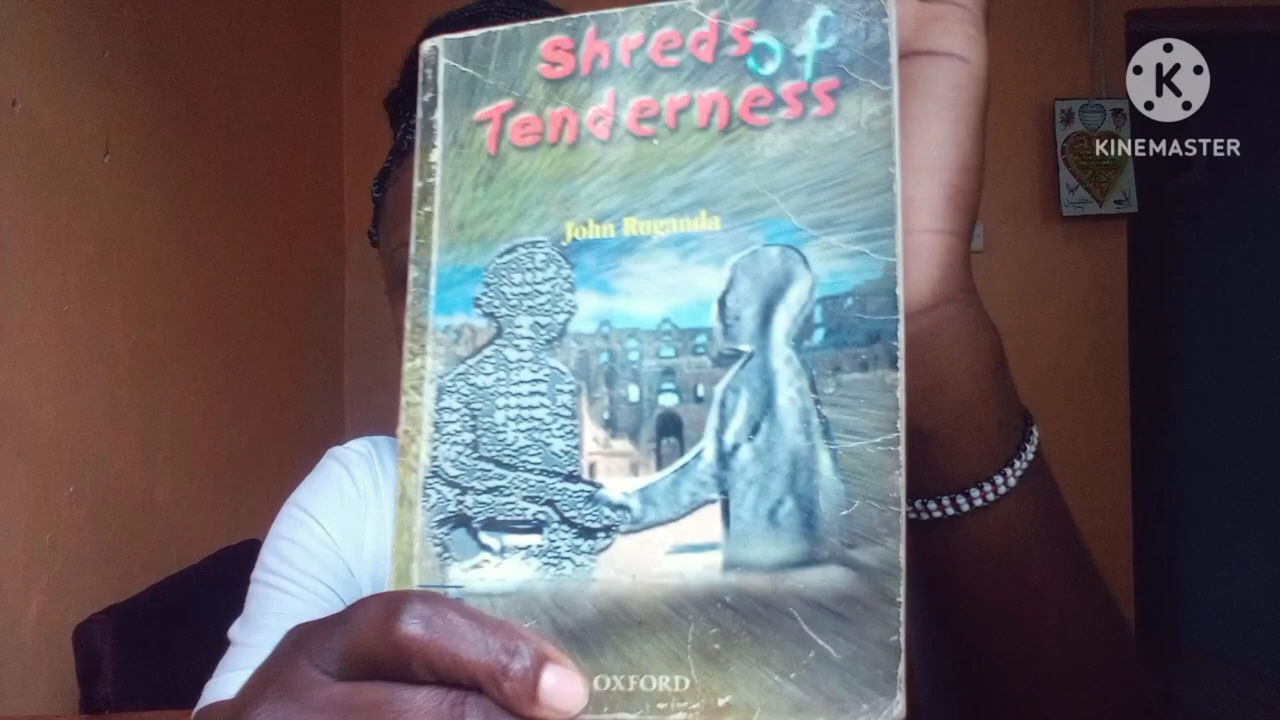 Shreds of
Tenderness
John Ruganda
OXFORD
K
KINEMASTER